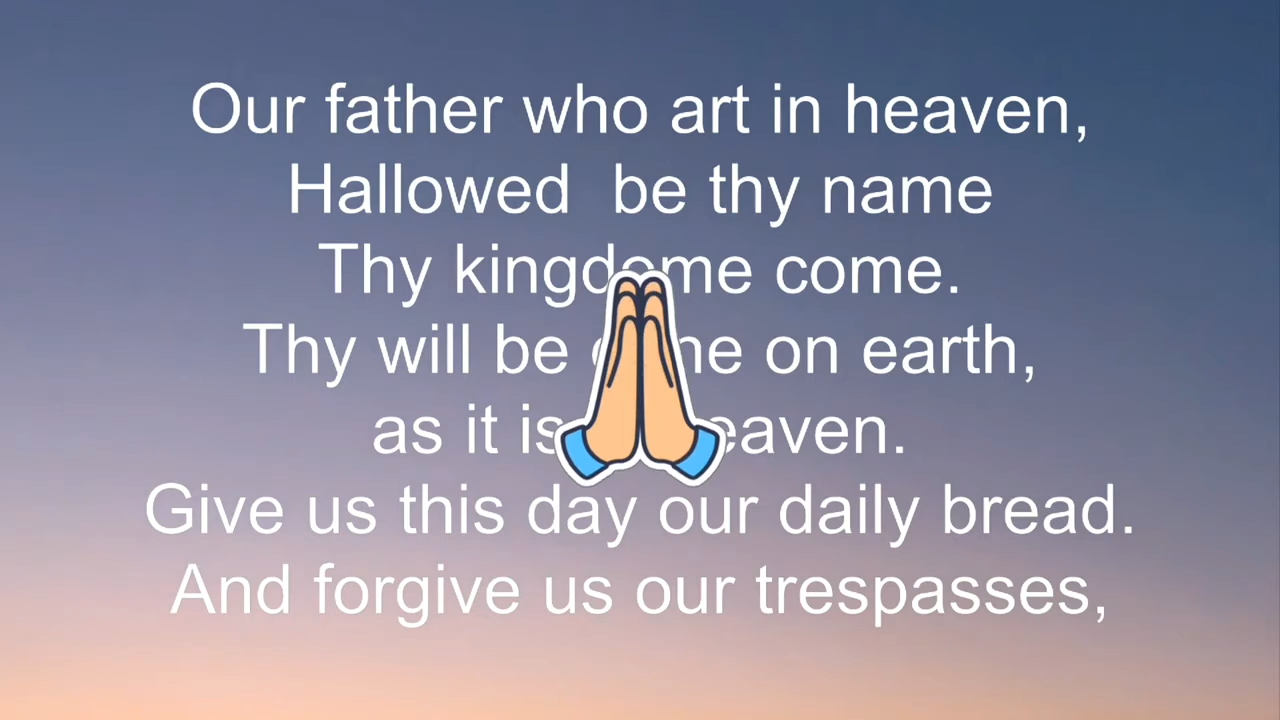 Our father who art in heaven,
Hallowed  be thy name
Thy kingdome come.
Thy will be on earth,
as it is
Give us this day our daily bread.
And forgive us our trespasses,